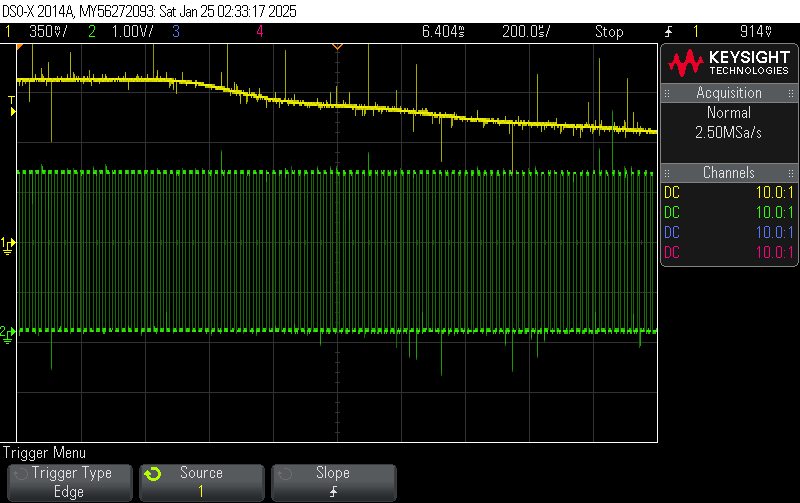 DSO-X 2014A, MY56272093: Sat Jan 25 02:33:17 2025
1 350mV/ 2 1.00V/ 3 4 6.404ms 200.0us/ Stop 1 914mV
KEYSIGHT
TECHNOLOGIES
Acquisition
Normal
2.50MSa/s
Channels
DC 10.0:1
DC 10.0:1
DC 10.0:1
DC 10.0:1
T
1
2
Trigger Menu
Trigger Type Source Slope
Edge 1